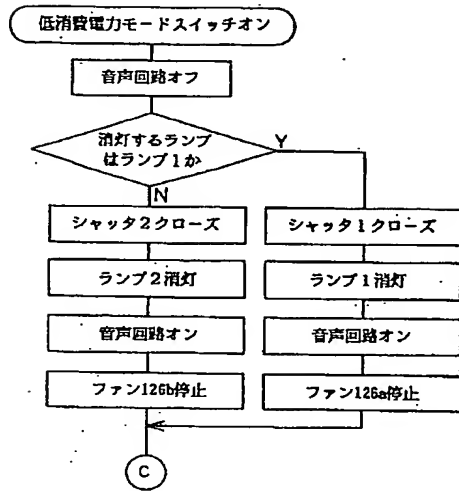 低消費電力モードスイッチオン
音声回路オフ
消灯するランプ
はランプ1か
Y
N
シャッタ2クローズ
シャッタ1クローズ
ランプ2消灯
ランプ1消灯
音声回路オン
音声回路オン
ファン126b停止
ファン126a停止
C